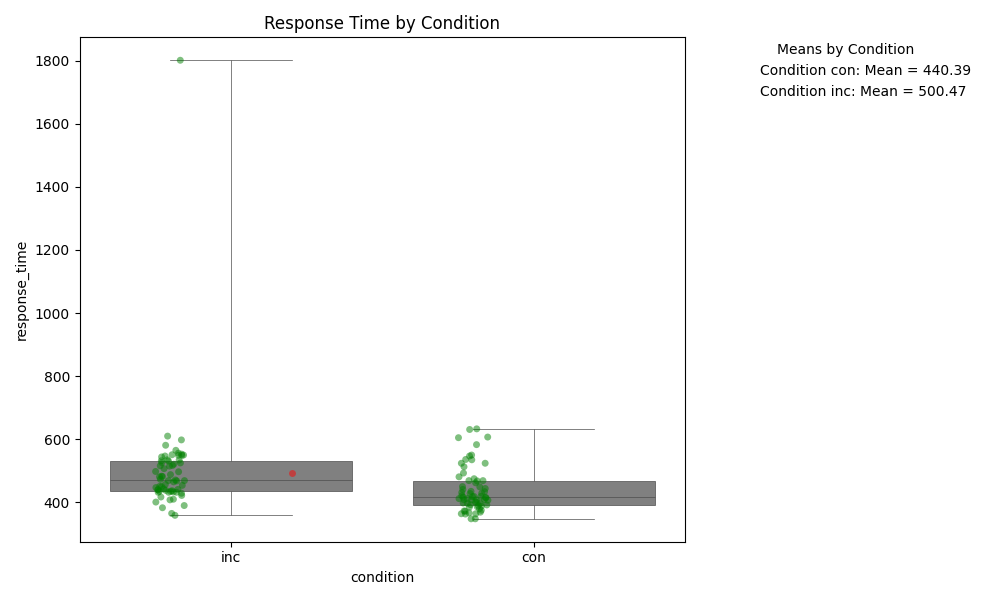 Response Time by Condition
Means by Condition
Condition con: Mean = 440.39
Condition inc: Mean = 500.47
1800
1600
1400
1200
1000
800
600
400
response_time
inc
con
condition